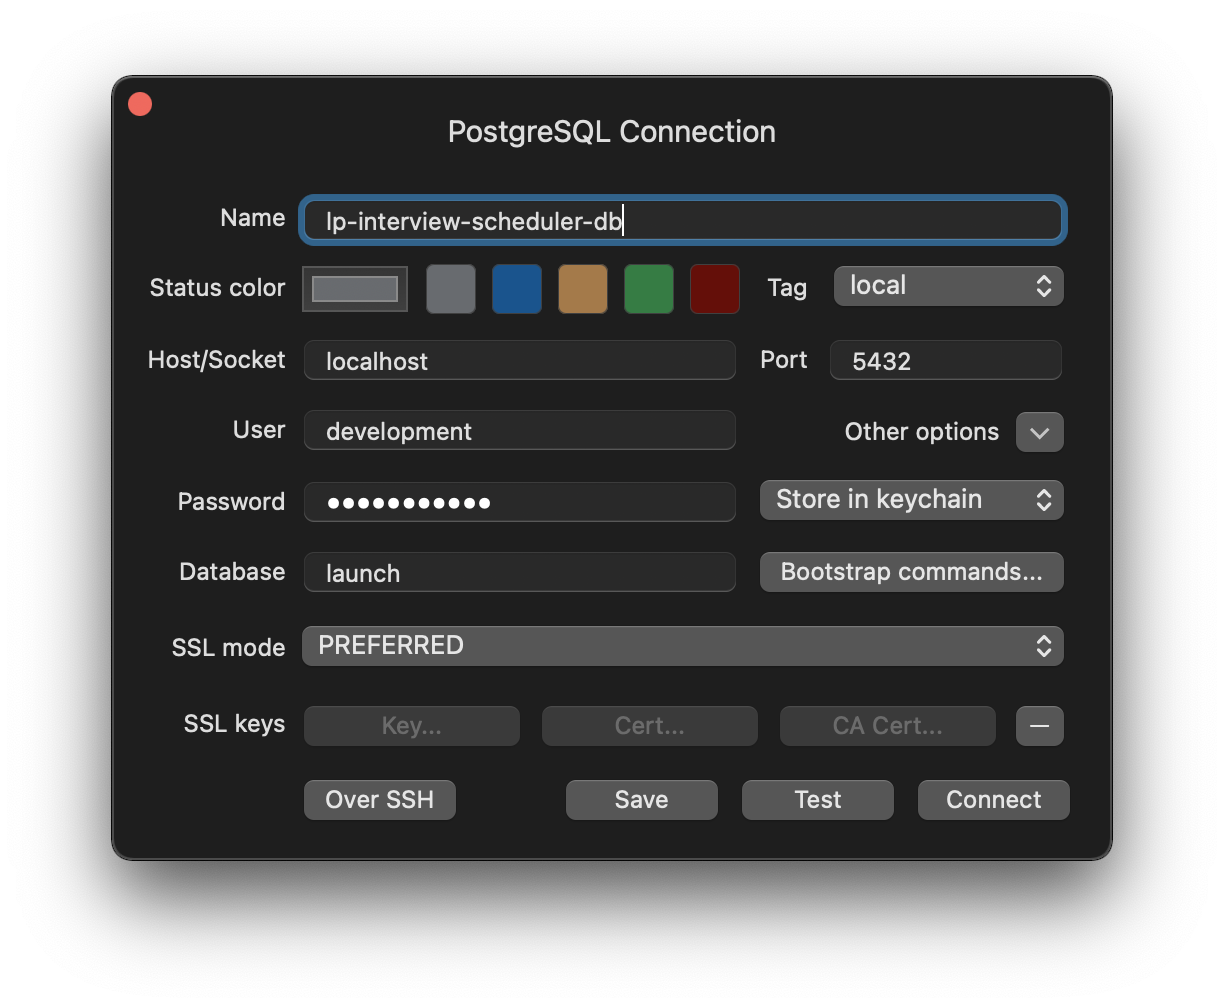 PostgreSQL Connection
Name lp-interview-scheduler-db
Status color Tag local
Host/Socket localhost Port 5432
User development Other options
Password ●●●●●●●●●●● Store in keychain
Database launch Bootstrap commands...
SSL mode PREFERRED
SSL keys Key... Cert... CA Cert...
Over SSH Save Test Connect